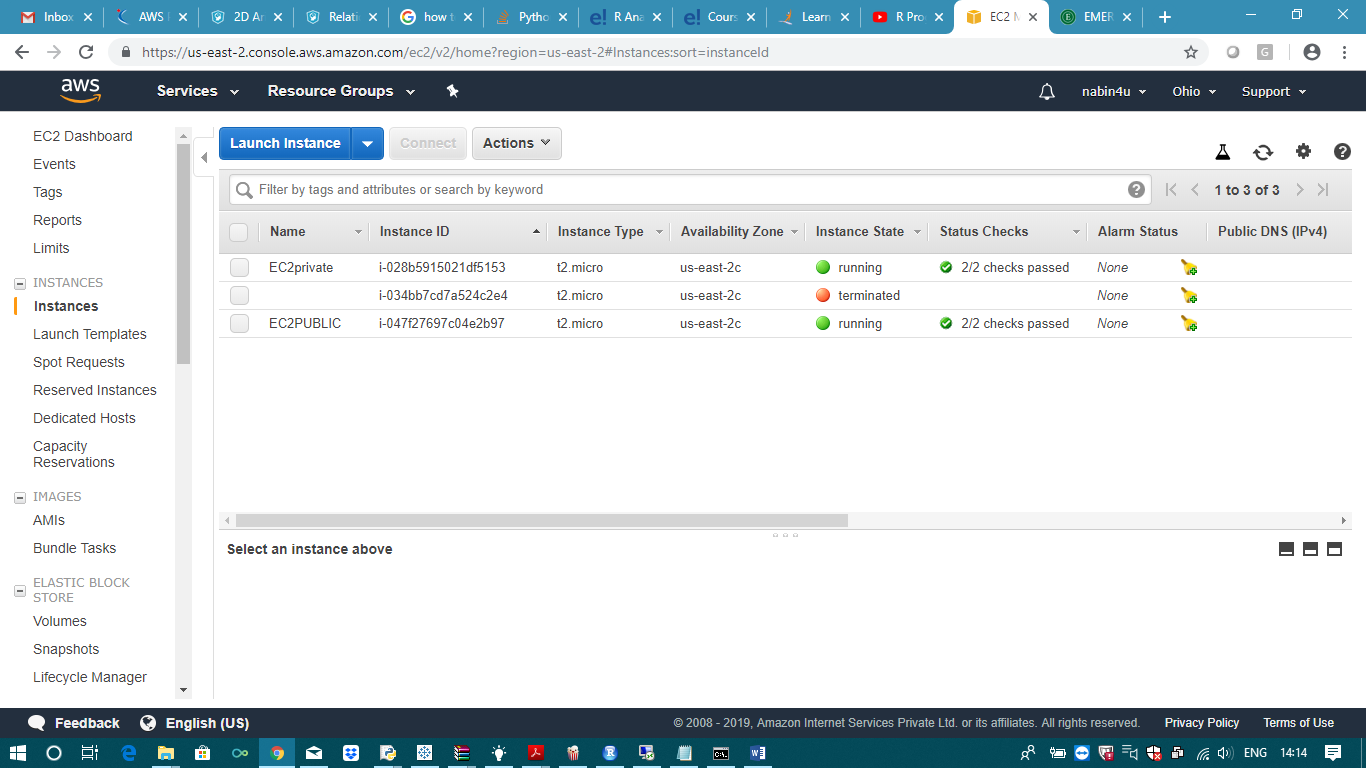 Inbox
AWS
2D Ar
Relati
how t
Pytho
e! R Ana
e! Cours
Learn
R Pro
EC2 M
EMER
https://us-east-2.console.aws.amazon.com/ec2/v2/home?region=us-east-2#Instances:sort=instanceId
G
aws
Services
Resource Groups
nabin4u
Ohio
Support
EC2 Dashboard
Events
Tags
Reports
Limits
INSTANCES
Instances
Launch Templates
Spot Requests
Reserved Instances
Dedicated Hosts
Capacity
Reservations
IMAGES
AMIs
Bundle Tasks
ELASTIC BLOCK
STORE
Volumes
Snapshots
Lifecycle Manager
Launch Instance
Connect
Actions
Filter by tags and attributes or search by keyword
1 to 3 of 3
Name Instance ID Instance Type Availability Zone Instance State Status Checks Alarm Status Public DNS (IPv4)
EC2private i-028b5915021df5153 t2.micro us-east-2c running 2/2 checks passed None
i-034bb7cd7a524c2e4 t2.micro us-east-2c terminated None
EC2PUBLIC i-047f27697c04e2b97 t2.micro us-east-2c running 2/2 checks passed None
Select an instance above
Feedback
English (US)
© 2008 - 2019, Amazon Internet Services Private Ltd. or its affiliates. All rights reserved.
Privacy Policy
Terms of Use
ENG
14:14